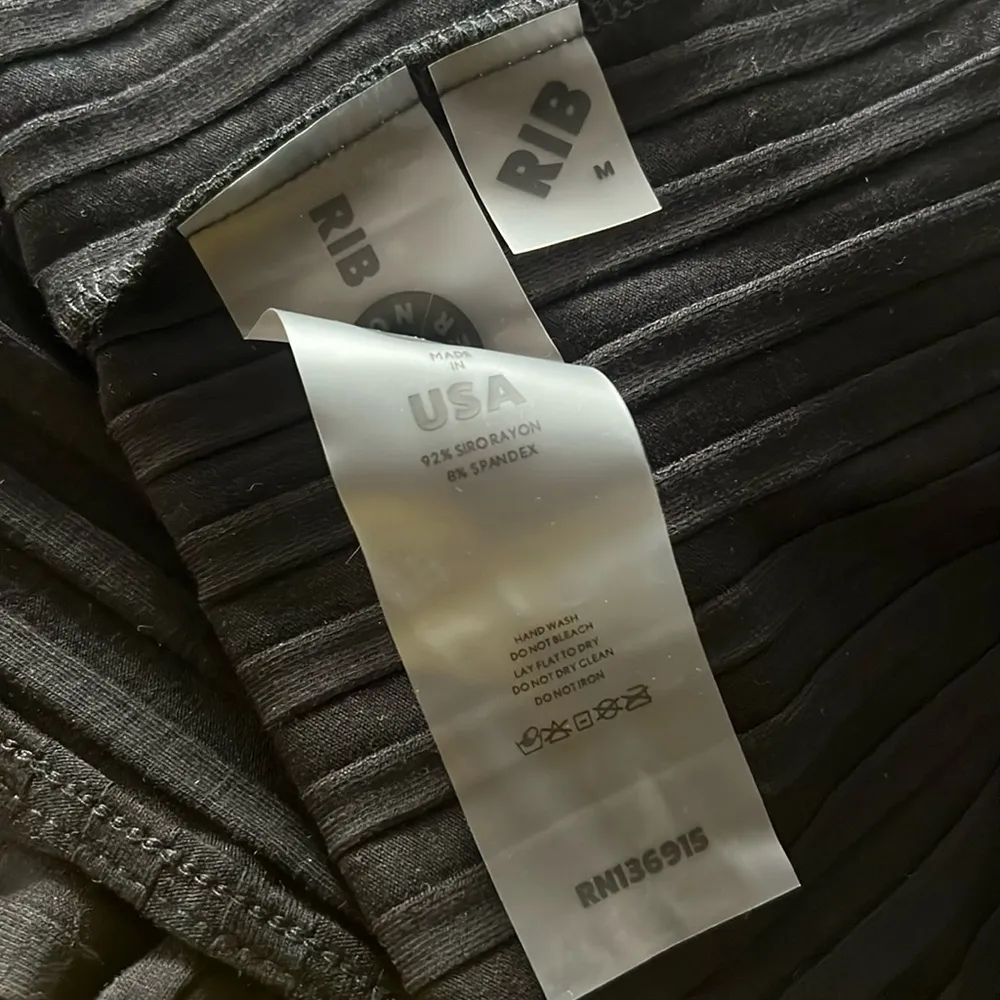 RIB
M
RIB
MADE
IN
USA
92% SIRO RAYON
8% SPANDEX
HAND WASH
DO NOT BLEACH
LAY FLAT TO DRY
DO NOT DRY CLEAN
DO NOT IRON
RN136915